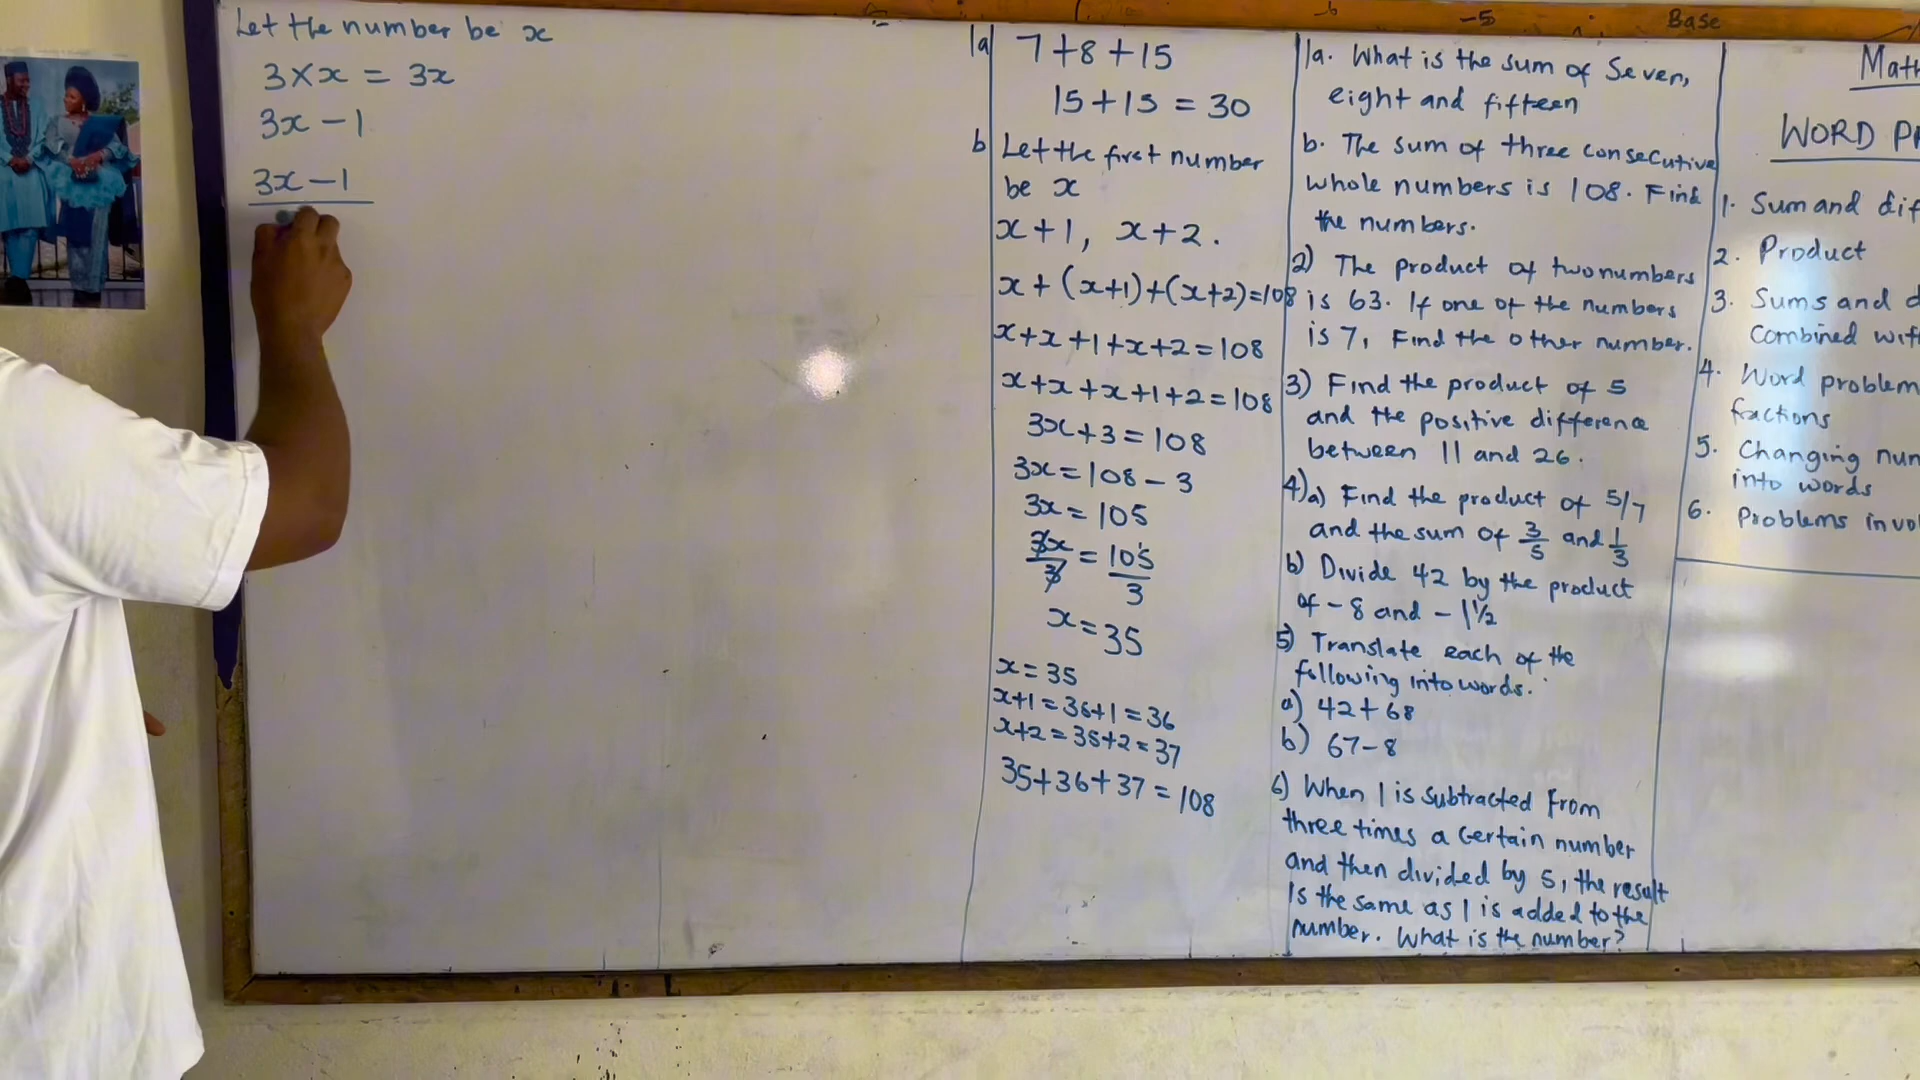 Let the number be x
3 × x = 3x
3x - 1
3x - 1
1a 7 + 8 + 15
15 + 15 = 30
b Let the first number
be x
x + 1, x + 2.
x + (x+1) + (x+2) = 108
x + x + 1 + x + 2 = 108
x + x + x + 1 + 2 = 108
3x + 3 = 108
3x = 108 - 3
3x = 105
3x/3 = 105/3
x = 35
x = 35
x+1 = 35+1 = 36
x+2 = 35+2 = 37
35 + 36 + 37 = 108
1a. What is the sum of Seven,
eight and fifteen
b. The sum of three consecutive
whole numbers is 108. Find
the numbers.
2) The product of two numbers
is 63. If one of the numbers
is 7, Find the other number.
3) Find the product of 5
and the positive difference
between 11 and 26.
4) a) Find the product of 5/7
and the sum of 3/5 and 1/3
b) Divide 42 by the product
of - 8 and - 1 1/2
5) Translate each of the
following into words.
a) 42 + 68
b) 67 - 8
6) When 1 is subtracted from
three times a certain number
and then divided by 5, the result
is the same as 1 is added to the
number. What is the number?
-5
Base
Math
WORD PR
1. Sum and dif
2. Product
3. Sums and d
Combined with
4. Word problem
fractions
5. Changing num
into words
6. Problems invol